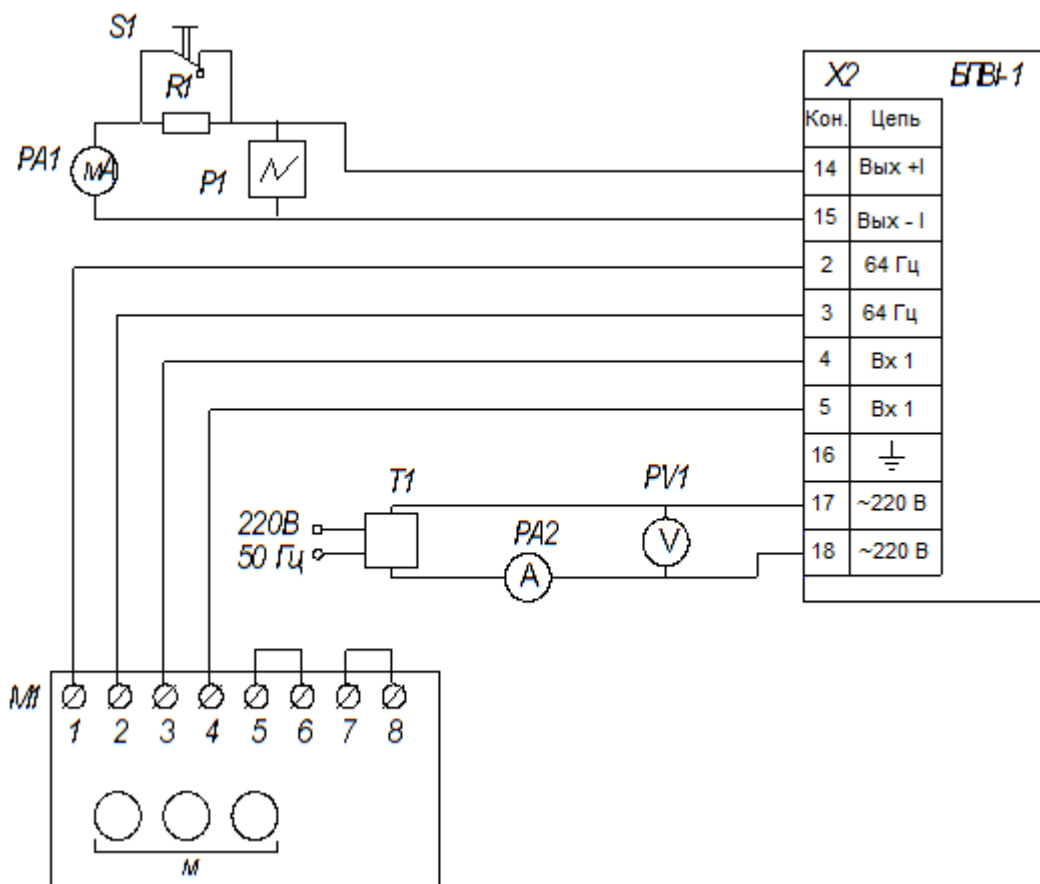 S1
R1
PA1
мА
P1
X2 БПВI-1
Кон. Цепь
14 Вых +I
15 Вых - I
2 64 Гц
3 64 Гц
4 Вх 1
5 Вх 1
16
17 ~220 В
18 ~220 В
T1
PV1
220В
50 Гц
PA2
V
A
M1
1 2 3 4 5 6 7 8
м